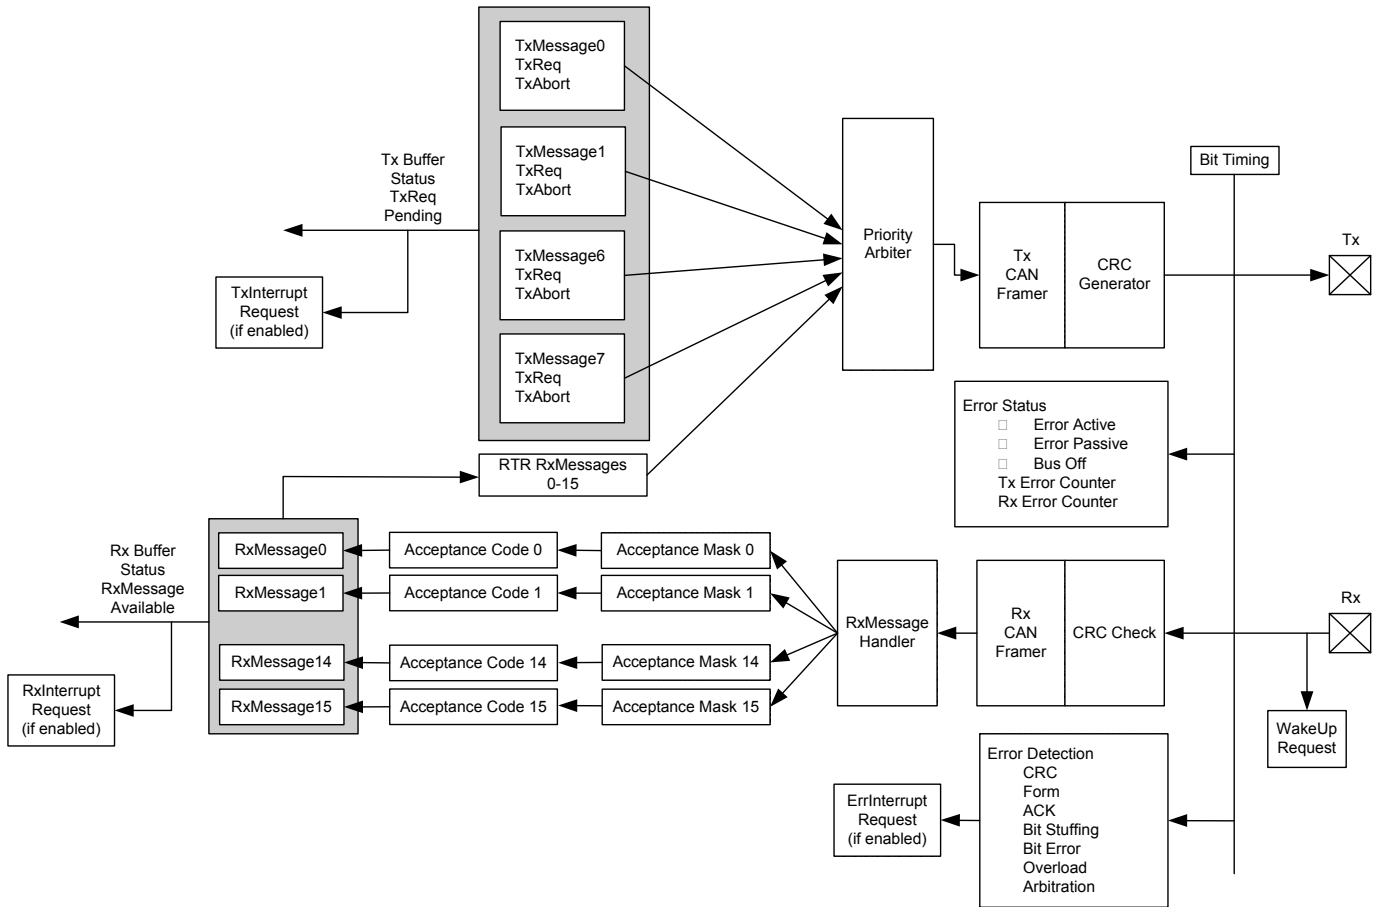 TxMessage0
TxReq
TxAbort
TxMessage1
TxReq
TxAbort
TxMessage6
TxReq
TxAbort
TxMessage7
TxReq
TxAbort
Tx Buffer
Status
TxReq
Pending
TxInterrupt
Request
(if enabled)
Priority
Arbiter
Tx
CAN
Framer
CRC
Generator
Bit Timing
Tx
Error Status
Error Active
Error Passive
Bus Off
Tx Error Counter
Rx Error Counter
RTR RxMessages
0-15
Rx Buffer
Status
RxMessage
Available
RxInterrupt
Request
(if enabled)
RxMessage0
Acceptance Code 0
Acceptance Mask 0
RxMessage1
Acceptance Code 1
Acceptance Mask 1
RxMessage14
Acceptance Code 14
Acceptance Mask 14
RxMessage15
Acceptance Code 15
Acceptance Mask 15
RxMessage
Handler
Rx
CAN
Framer
CRC Check
Rx
WakeUp
Request
ErrInterrupt
Request
(if enabled)
Error Detection
CRC
Form
ACK
Bit Stuffing
Bit Error
Overload
Arbitration